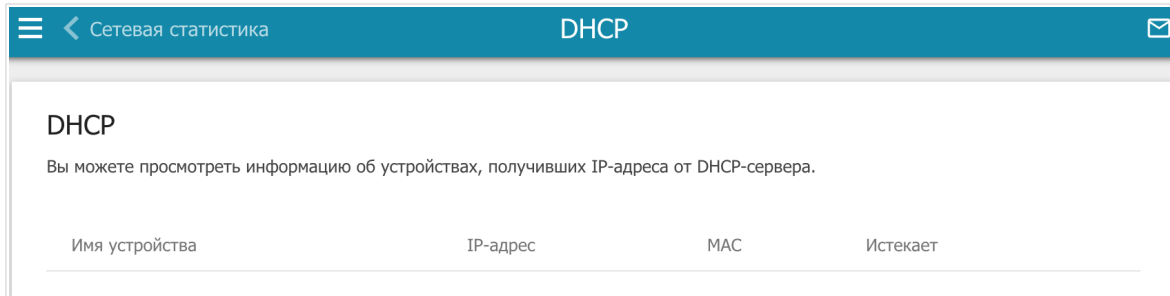 Сетевая статистика DHCP
DHCP
Вы можете просмотреть информацию об устройствах, получивших IP-адреса от DHCP-сервера.
Имя устройства IP-адрес MAC Истекает